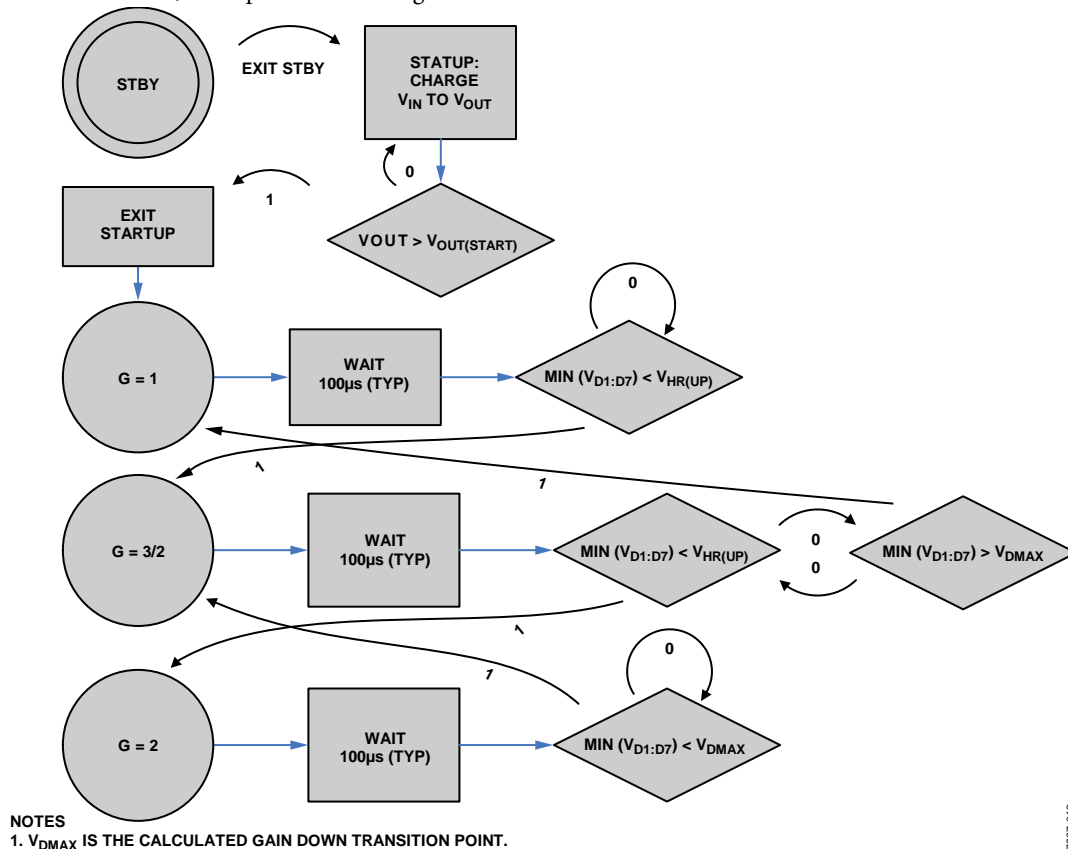 STBY
EXIT STBY
STATUP:
CHARGE
VIN TO VOUT
0
1
EXIT
STARTUP
VOUT > VOUT(START)
0
G = 1
WAIT
100µs (TYP)
MIN (VD1:D7) < VHR(UP)
1
1
G = 3/2
WAIT
100µs (TYP)
MIN (VD1:D7) < VHR(UP)
0
0
MIN (VD1:D7) > VDMAX
1
1
0
G = 2
WAIT
100µs (TYP)
MIN (VD1:D7) < VDMAX
NOTES
1. VDMAX IS THE CALCULATED GAIN DOWN TRANSITION POINT.